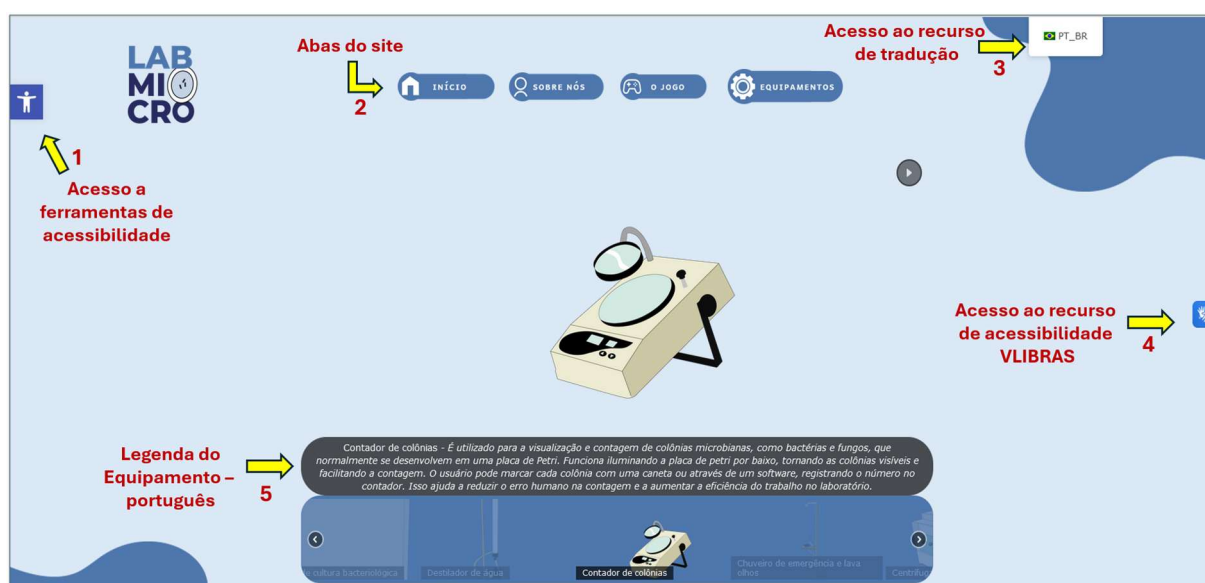 Abas do site
2
Acesso ao recurso
de tradução
3
PT_BR
LAB
MICRO
INÍCIO
SOBRE NÓS
O JOGO
EQUIPAMENTOS
1
Acesso a
ferramentas de
acessibilidade
Acesso ao recurso
de acessibilidade
VLIBRAS
4
Legenda do
Equipamento –
português
5
Contador de colônias - É utilizado para a visualização e contagem de colônias microbianas, como bactérias e fungos, que
normalmente se desenvolvem em uma placa de Petri. Funciona iluminando a placa de petri por baixo, tornando as colônias visíveis e
facilitando a contagem. O usuário pode marcar cada colônia com uma caneta ou através de um software, registrando o número no
contador. Isso ajuda a reduzir o erro humano na contagem e a aumentar a eficiência do trabalho no laboratório.
cultura bacteriológica
Destilador de água
Contador de colônias
Chuveiro de emergência e lava
olhos